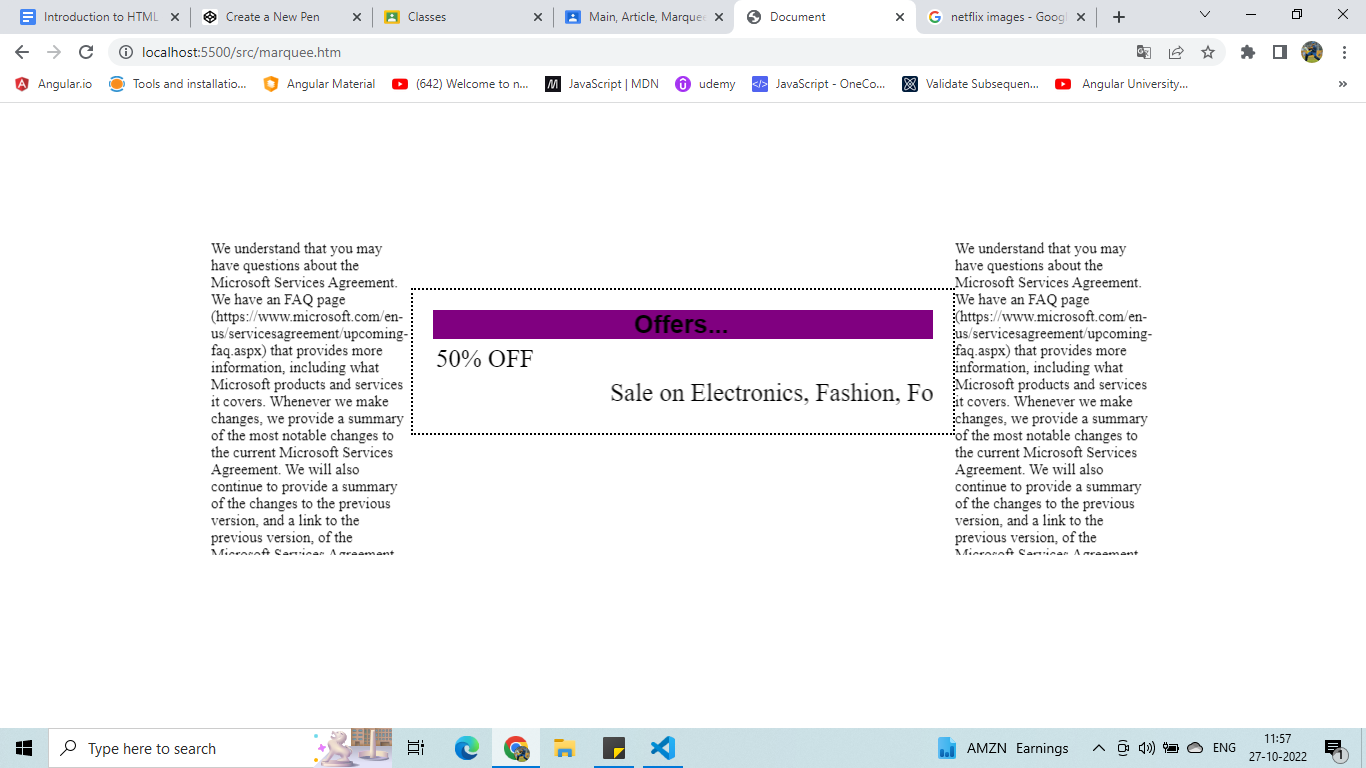 Introduction to HTML
Create a New Pen
Classes
Main, Article, Marquee
Document
netflix images - Googl
localhost:5500/src/marquee.htm
Angular.io
Tools and installatio...
Angular Material
(642) Welcome to n...
JavaScript | MDN
udemy
JavaScript - OneCo...
Validate Subsequen...
Angular University...
»
We understand that you may
have questions about the
Microsoft Services Agreement.
We have an FAQ page
(https://www.microsoft.com/en-
us/servicesagreement/upcoming-
faq.aspx) that provides more
information, including what
Microsoft products and services
it covers. Whenever we make
changes, we provide a summary
of the most notable changes to
the current Microsoft Services
Agreement. We will also
continue to provide a summary
of the changes to the previous
version, and a link to the
previous version, of the
Microsoft Services Agreement
Offers...
50% OFF
Sale on Electronics, Fashion, Fo
We understand that you may
have questions about the
Microsoft Services Agreement.
We have an FAQ page
(https://www.microsoft.com/en-
us/servicesagreement/upcoming-
faq.aspx) that provides more
information, including what
Microsoft products and services
it covers. Whenever we make
changes, we provide a summary
of the most notable changes to
the current Microsoft Services
Agreement. We will also
continue to provide a summary
of the changes to the previous
version, and a link to the
previous version, of the
Microsoft Services Agreement
Type here to search
AMZN Earnings
ENG
11:57
27-10-2022
1